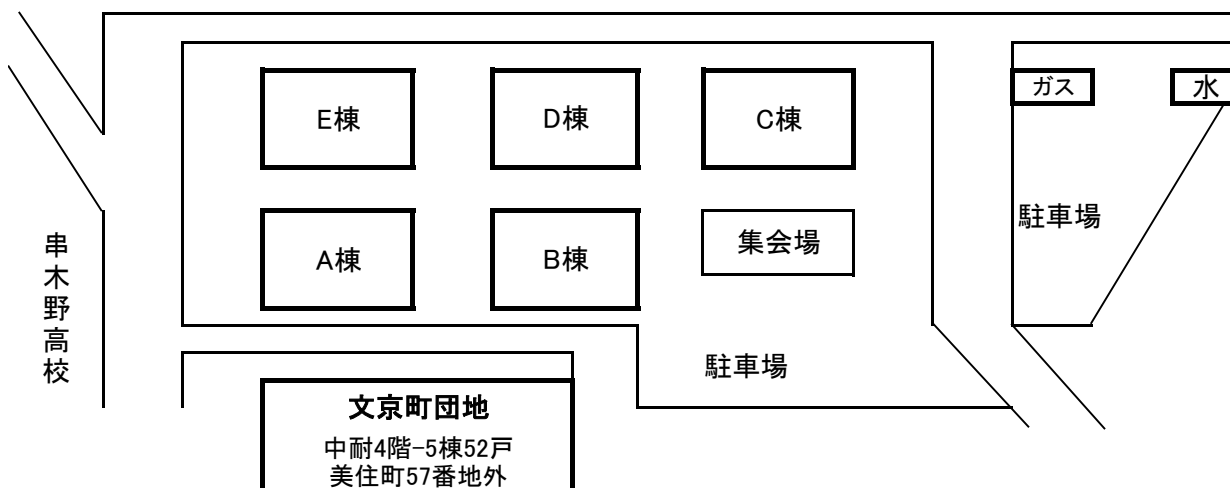 E棟
D棟
C棟
ガス
水
A棟
B棟
集会場
駐車場
串木野高校
駐車場
文京町団地
中耐4階-5棟52戸
美住町57番地外